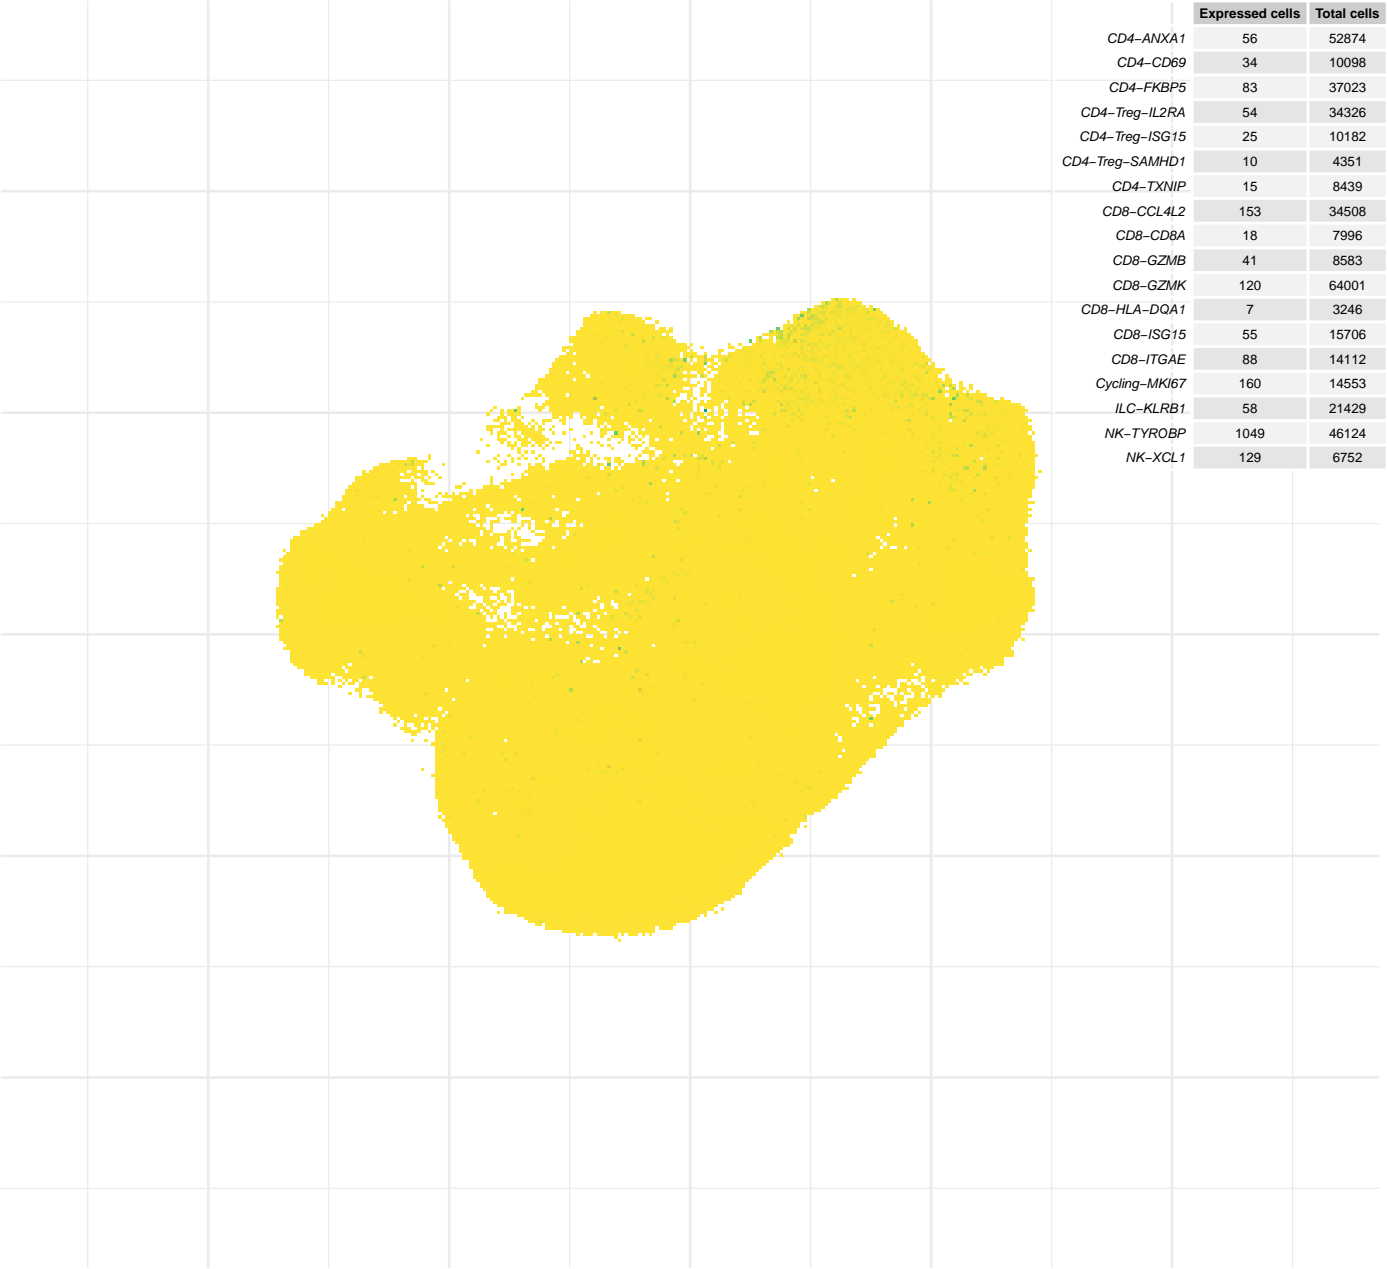 Expressed cells Total cells
CD4−ANXA1 56 52874
CD4−CD69 34 10098
CD4−FKBP5 83 37023
CD4−Treg−IL2RA 54 34326
CD4−Treg−ISG15 25 10182
CD4−Treg−SAMHD1 10 4351
CD4−TXNIP 15 8439
CD8−CCL4L2 153 34508
CD8−CD8A 18 7996
CD8−GZMB 41 8583
CD8−GZMK 120 64001
CD8−HLA−DQA1 7 3246
CD8−ISG15 55 15706
CD8−ITGAE 88 14112
Cycling−MKI67 160 14553
ILC−KLRB1 58 21429
NK−TYROBP 1049 46124
NK−XCL1 129 6752